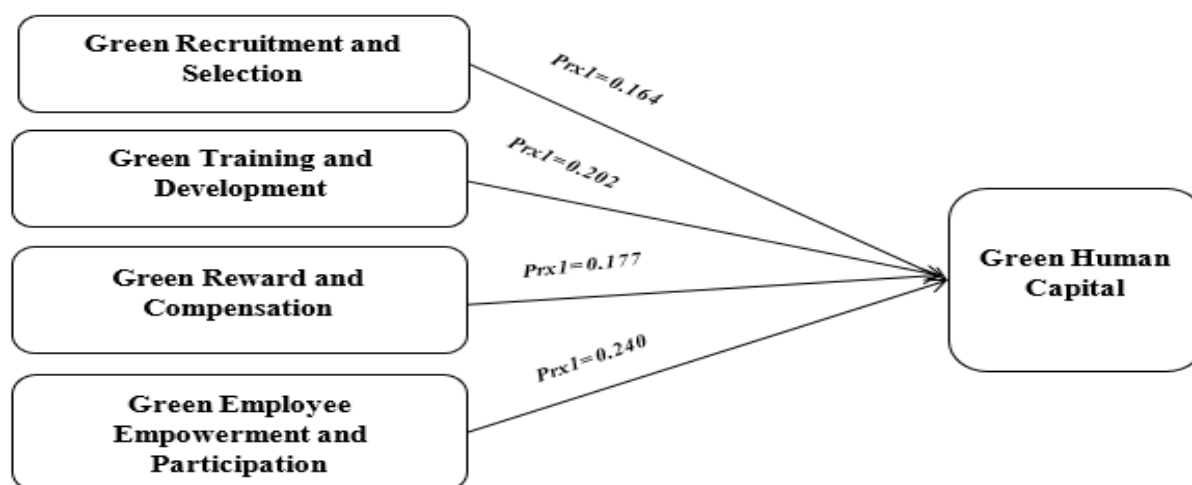 Green Recruitment and
Selection
Prx1=0.164
Green Training and
Development
Prx1=0.202
Green Reward and
Compensation
Prx1=0.177
Green Employee
Empowerment and
Participation
Prx1=0.240
Green Human
Capital